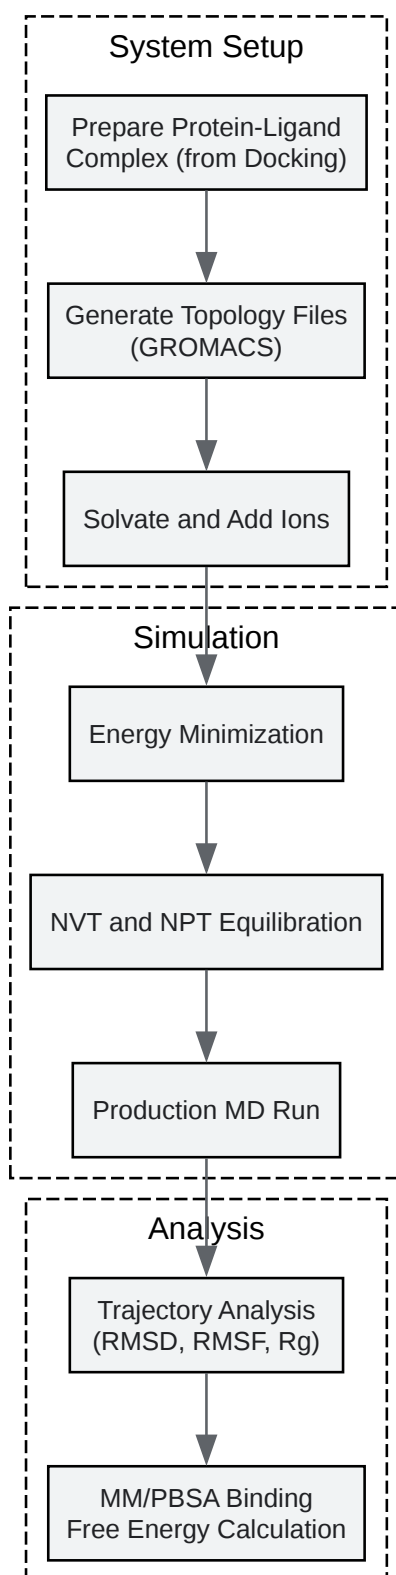 System Setup
Prepare Protein-Ligand
Complex (from Docking)
Generate Topology Files
(GROMACS)
Solvate and Add Ions
Simulation
Energy Minimization
NVT and NPT Equilibration
Production MD Run
Analysis
Trajectory Analysis
(RMSD, RMSF, Rg)
MM/PBSA Binding
Free Energy Calculation